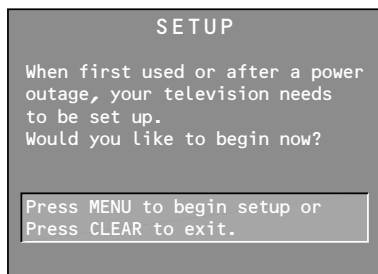 SETUP
When first used or after a power
outage, your television needs
to be set up.
Would you like to begin now?
Press MENU to begin setup or
Press CLEAR to exit.